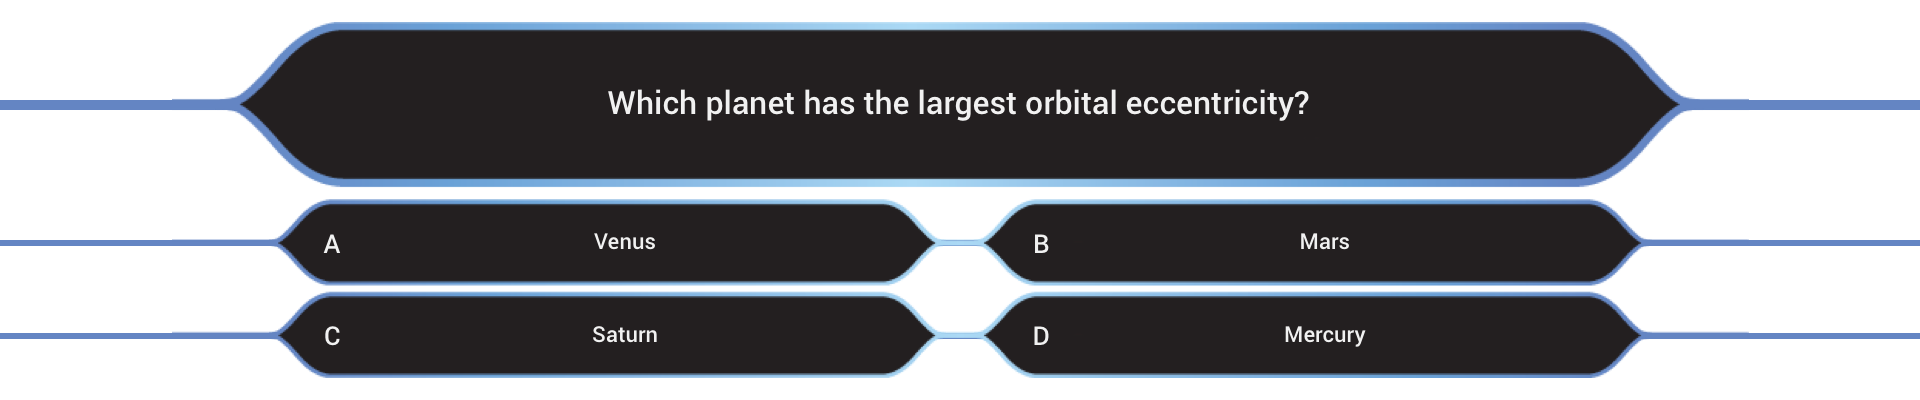 Which planet has the largest orbital eccentricity?
A Venus
B Mars
C Saturn
D Mercury